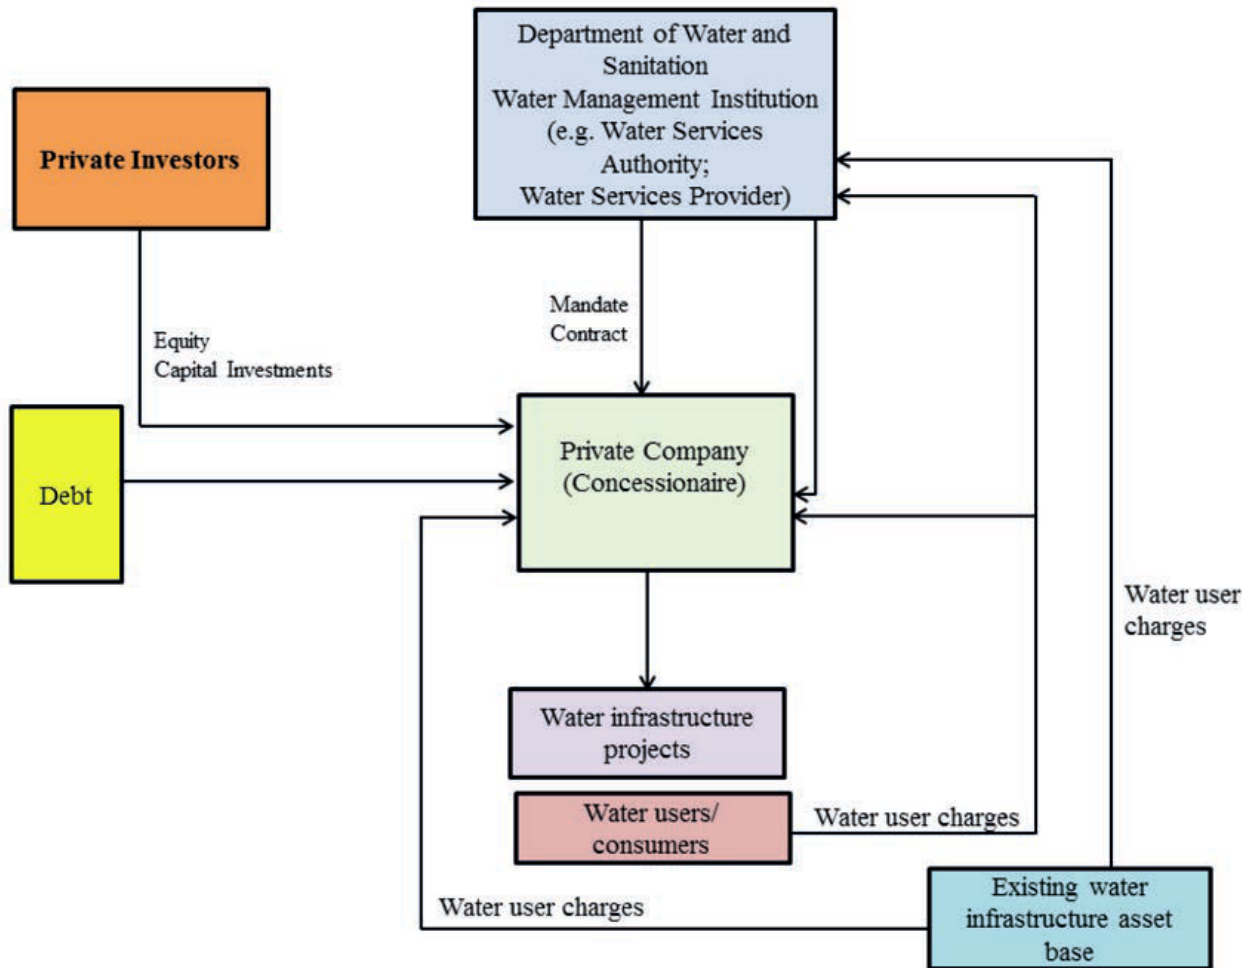 Department of Water and
Sanitation
Water Management Institution
(e.g. Water Services
Authority;
Water Services Provider)
Private Investors
Mandate
Contract
Equity
Capital Investments
Private Company
(Concessionaire)
Debt
Water user
charges
Water infrastructure
projects
Water users/
consumers
Water user charges
Existing water
infrastructure asset
base
Water user charges